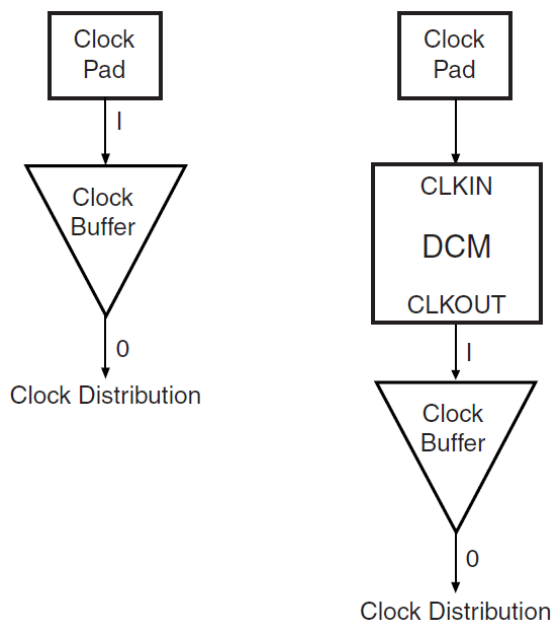 Clock
Pad
I
Clock
Buffer
0
Clock Distribution
Clock
Pad
CLKIN
DCM
CLKOUT
I
Clock
Buffer
0
Clock Distribution